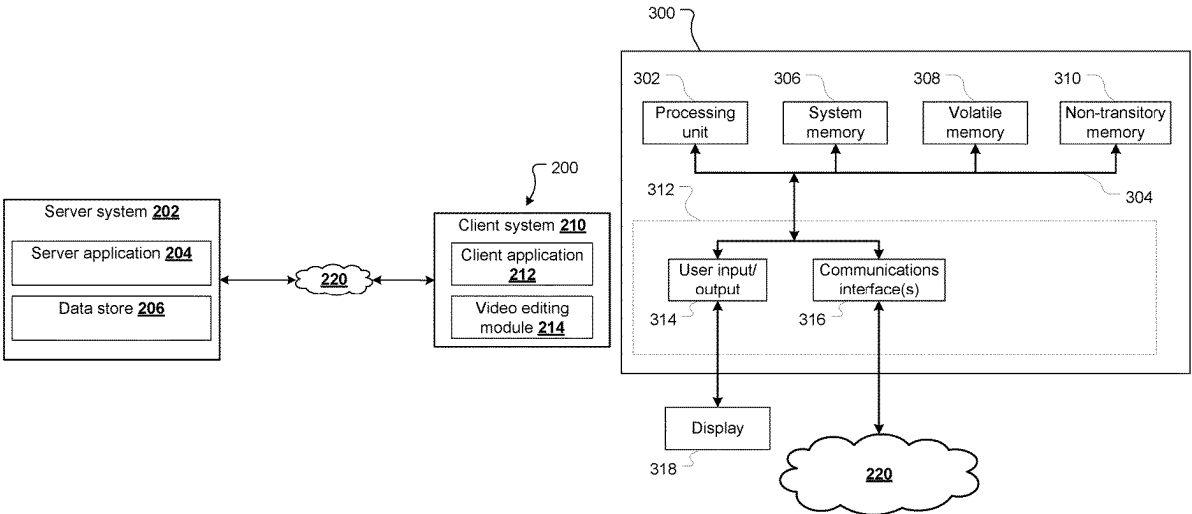 200
Server system 202
Server application 204
Data store 206
220
Client system 210
Client application
212
Video editing
module 214
300
302
306
308
310
Processing
unit
System
memory
Volatile
memory
Non-transitory
memory
304
312
User input/
output
Communications
interface(s)
314
316
Display
318
220